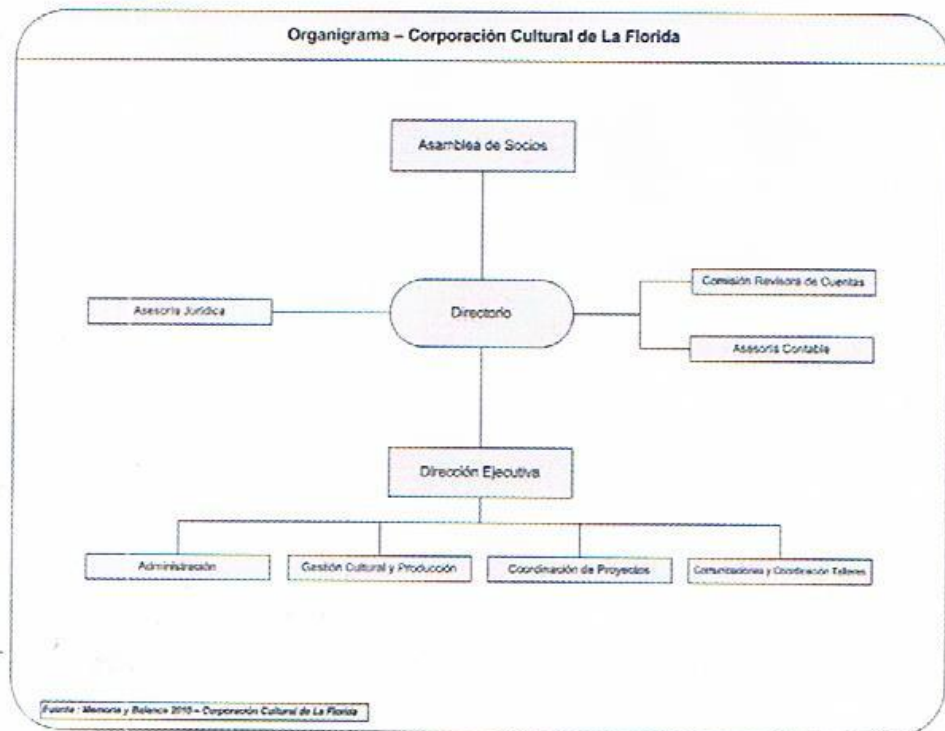 Organigrama – Corporación Cultural de La Florida
Asamblea de Socios
Comisión Revisora de Cuentas
Asesoría Jurídica
Directorio
Asesoría Contable
Dirección Ejecutiva
Administración
Gestión Cultural y Producción
Coordinación de Proyectos
Comunicaciones y Coordinación Talleres
Fuente : Memoria y Balance 2010 – Corporación Cultural de La Florida